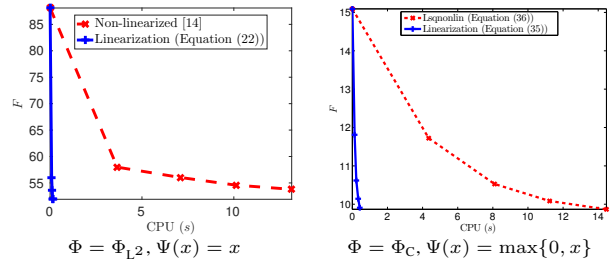 85
80
75
70
65
60
55
F
0
5
10
CPU (s)
Non-linearized [14]
Linearization (Equation (22))
Φ = Φ_L², Ψ(x) = x
15
14
13
12
11
10
F
0
2
4
6
8
10
12
14
CPU (s)
Lsqnonlin (Equation (36))
Linearization (Equation (35))
Φ = Φ_C, Ψ(x) = max{0, x}